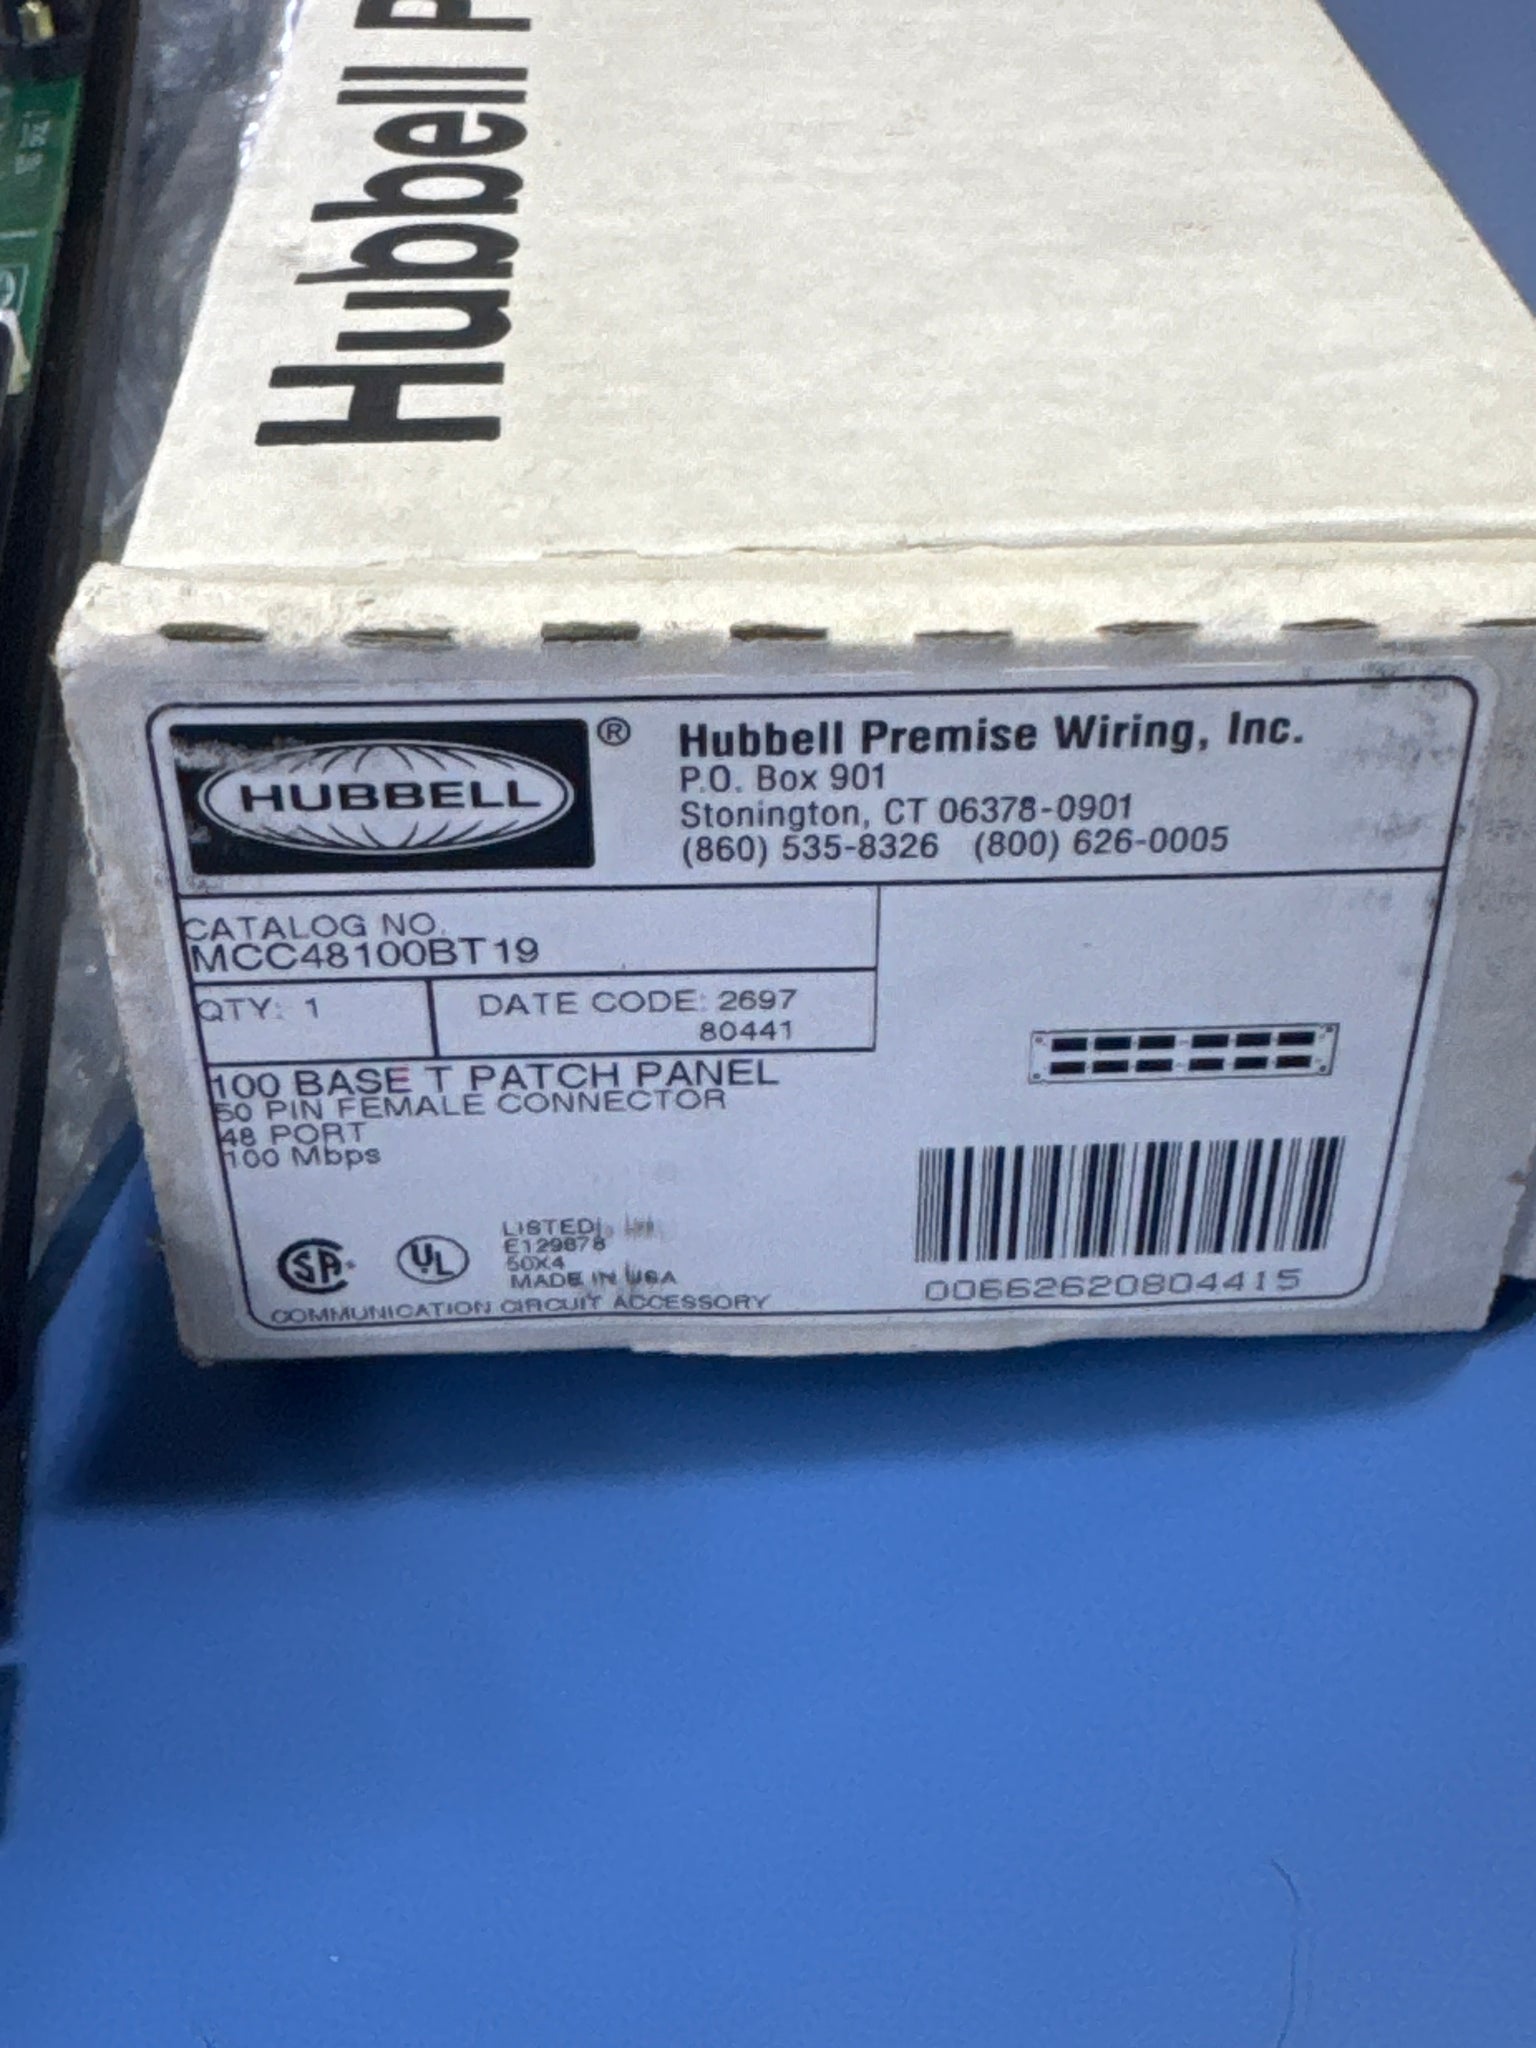 Hubbell P
HUBBELL ®
Hubbell Premise Wiring, Inc.
P.O. Box 901
Stonington, CT 06378-0901
(860) 535-8326 (800) 626-0005
CATALOG NO.
MCC48100BT19
QTY: 1
DATE CODE: 2697
80441
100 BASE T PATCH PANEL
50 PIN FEMALE CONNECTOR
48 PORT
100 Mbps
SA
UL
LISTED
E129878
50X4
MADE IN USA
COMMUNICATION CIRCUIT ACCESSORY
00662620804415